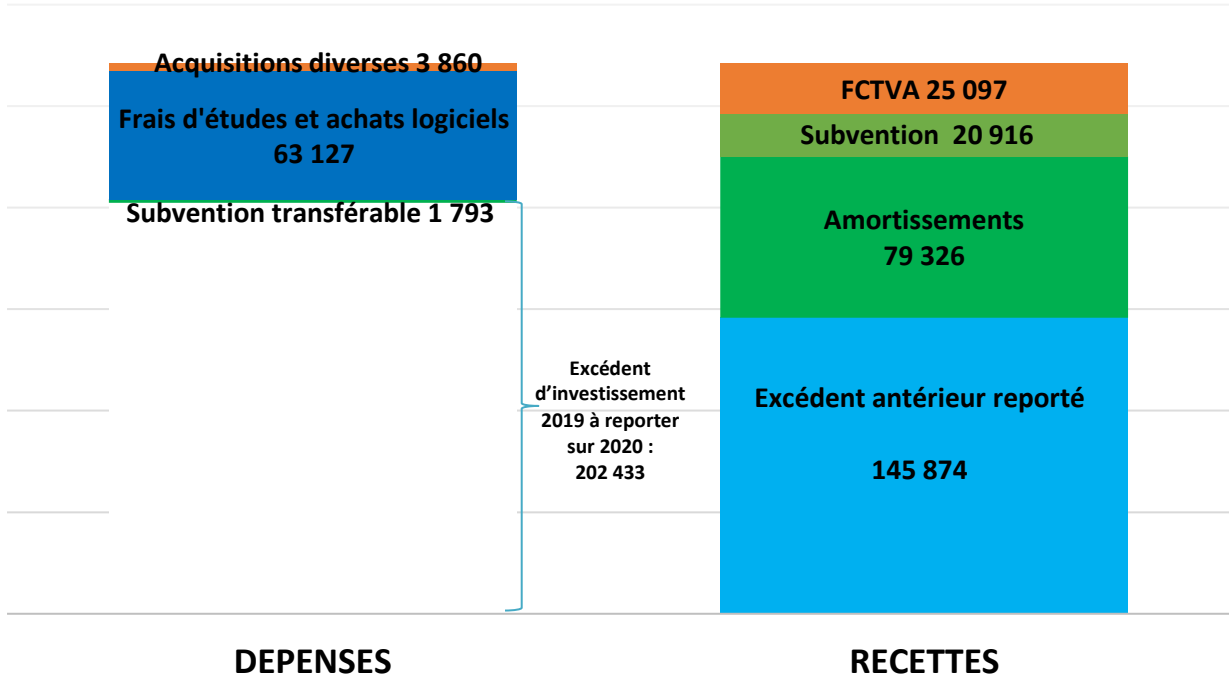 Acquisitions diverses 3 860
Frais d'études et achats logiciels
63 127
Subvention transférable 1 793
Excédent
d’investissement
2019 à reporter
sur 2020 :
202 433
FCTVA 25 097
Subvention 20 916
Amortissements
79 326
Excédent antérieur reporté
145 874
DEPENSES
RECETTES